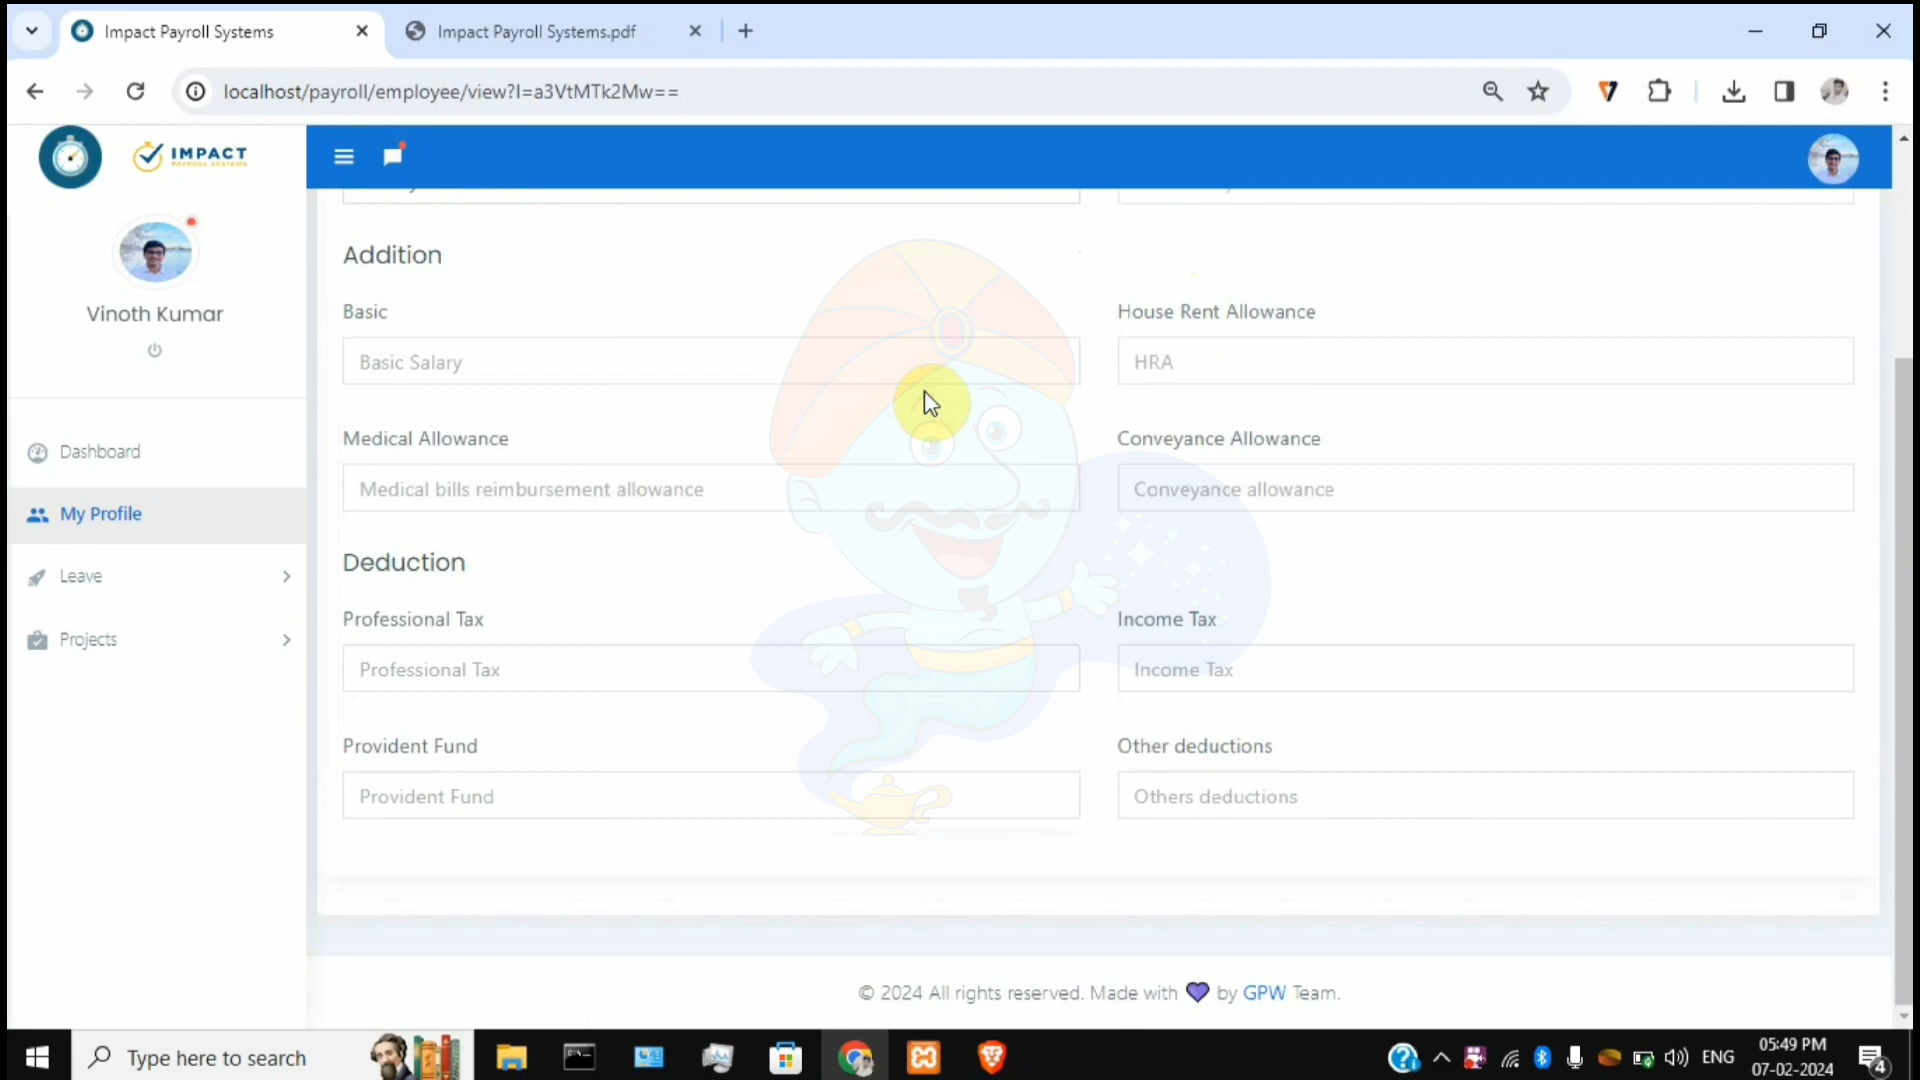 Impact Payroll Systems
Impact Payroll Systems.pdf
localhost/payroll/employee/view?I=a3VtMTk2Mw==
IMPACT
PAYROLL SYSTEMS
Vinoth Kumar
Dashboard
My Profile
Leave
Projects
Addition
Basic
House Rent Allowance
Basic Salary
HRA
Medical Allowance
Conveyance Allowance
Medical bills reimbursement allowance
Conveyance allowance
Deduction
Professional Tax
Income Tax
Professional Tax
Income Tax
Provident Fund
Other deductions
Provident Fund
Others deductions
© 2024 All rights reserved. Made with 💜 by GPW Team.
Type here to search
ENG
05:49 PM
07-02-2024
4